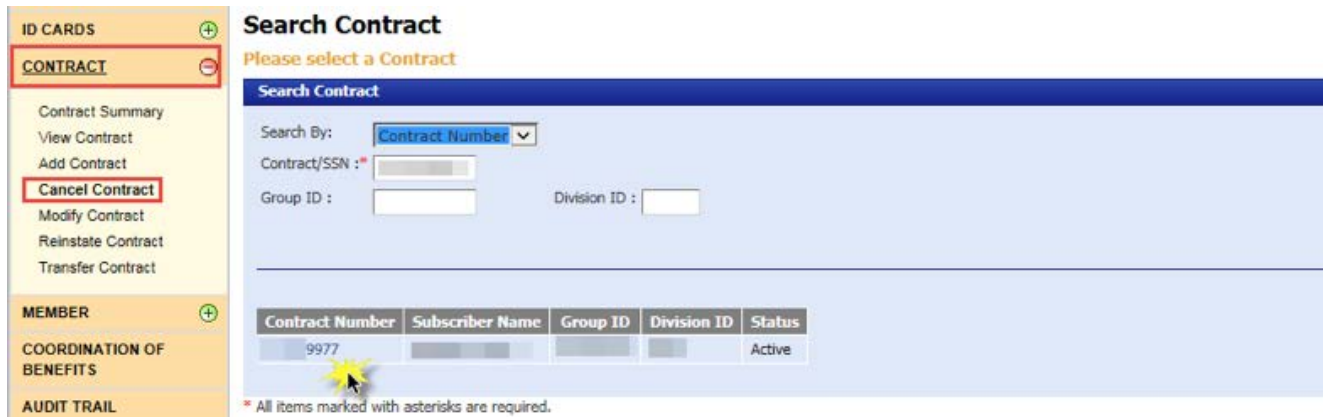 ID CARDS
CONTRACT
Contract Summary
View Contract
Add Contract
Cancel Contract
Modify Contract
Reinstate Contract
Transfer Contract
MEMBER
COORDINATION OF
BENEFITS
AUDIT TRAIL
Search Contract
Please select a Contract
Search Contract
Search By: Contract Number
Contract/SSN :*
Group ID : Division ID :
Contract Number Subscriber Name Group ID Division ID Status
9977 Active
* All items marked with asterisks are required.